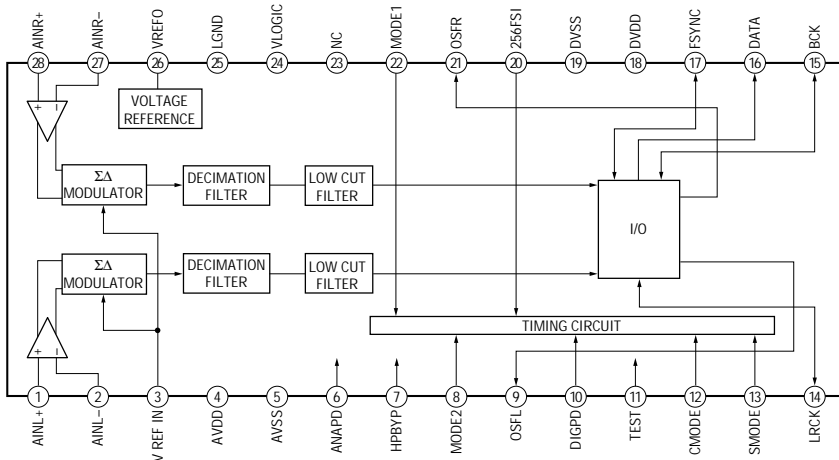 AINR+
AINR−
VREFO
LGND
VLOGIC
NC
MODE1
OSFR
256FSI
DVSS
DVDD
FSYNC
DATA
BCK
28
27
26
25
24
23
22
21
20
19
18
17
16
15
+ −
VOLTAGE
REFERENCE
ΣΔ
MODULATOR
DECIMATION
FILTER
LOW CUT
FILTER
I/O
ΣΔ
MODULATOR
DECIMATION
FILTER
LOW CUT
FILTER
TIMING CIRCUIT
+ −
1
2
3
4
5
6
7
8
9
10
11
12
13
14
AINL+
AINL−
V REF IN
AVDD
AVSS
ANAPD
HPBYP
MODE2
OSFL
DIGPD
TEST
CMODE
SMODE
LRCK